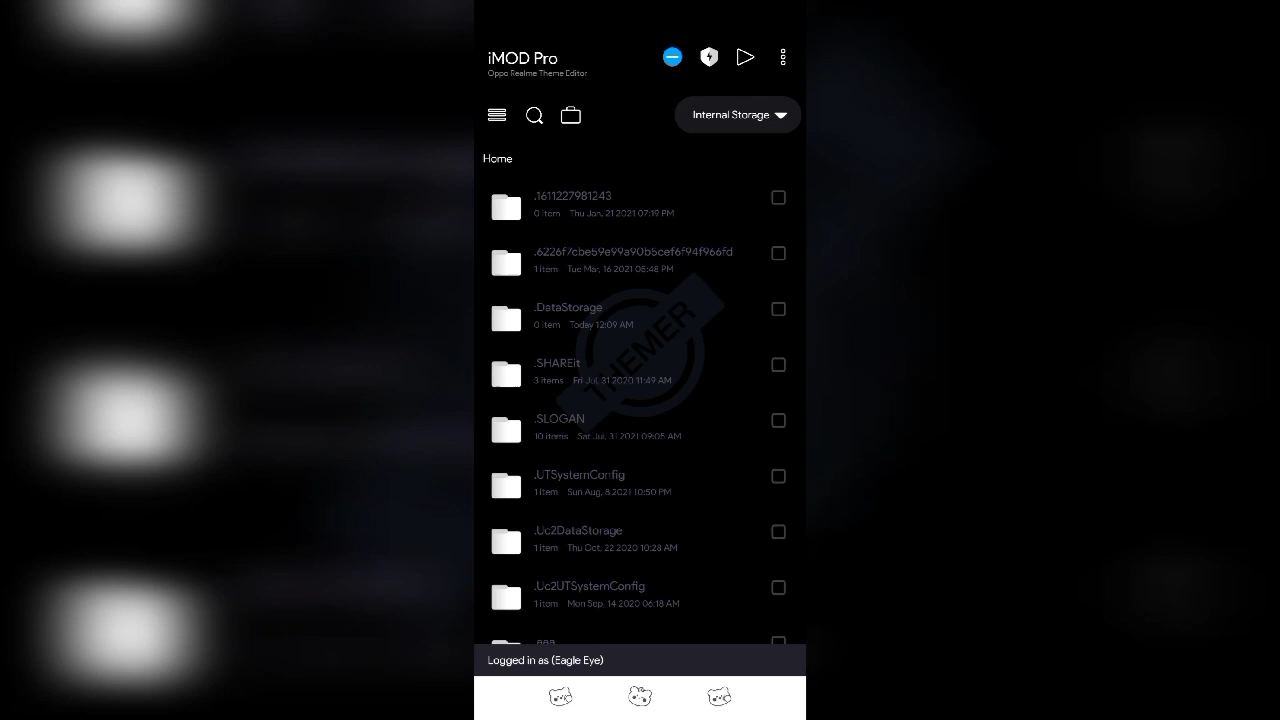 iMOD Pro
Oppo Realme Theme Editor
Internal Storage
Home
.1611227981243
0 item Thu Jan, 21 2021 07:19 PM
.6226f7cbe59e99a90b5cef6f94f966fd
1 item Tue Mar, 16 2021 05:48 PM
.DataStorage
0 item Today 12:09 AM
.SHAREit
3 items Fri Jul, 31 2020 11:49 AM
.SLOGAN
10 items Sat Jul, 31 2021 09:05 AM
.UTSystemConfig
1 item Sun Aug, 8 2021 10:50 PM
.Uc2DataStorage
1 item Thu Oct, 22 2020 10:28 AM
.Uc2UTSystemConfig
1 item Mon Sep, 14 2020 06:18 AM
THEMER
Logged in as (Eagle Eye)